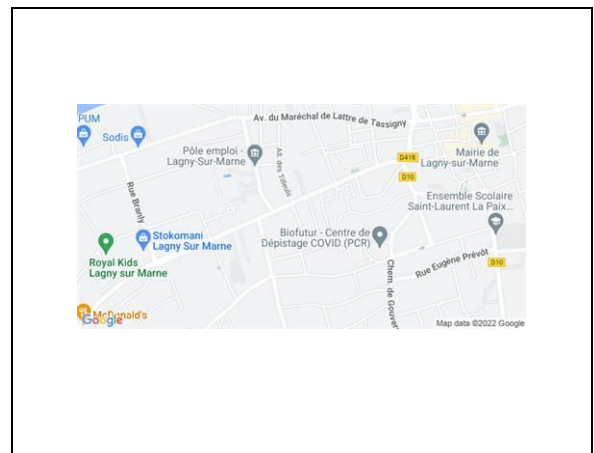 PUM
Sodis
Av. du Maréchal de Lattre de Tassigny
Pôle emploi -
Lagny-Sur-Marne
All. des Tilleuls
D418
Mairie de
Lagny-sur-Marne
D10
Rue Branly
Ensemble Scolaire
Saint-Laurent La Paix...
Stokomani
Lagny Sur Marne
Biofutur - Centre de
Dépistage COVID (PCR)
Royal Kids
Lagny sur Marne
Chem. de Gouver
Rue Eugène Prévôt
D10
McDonald's
Google
Map data ©2022 Google